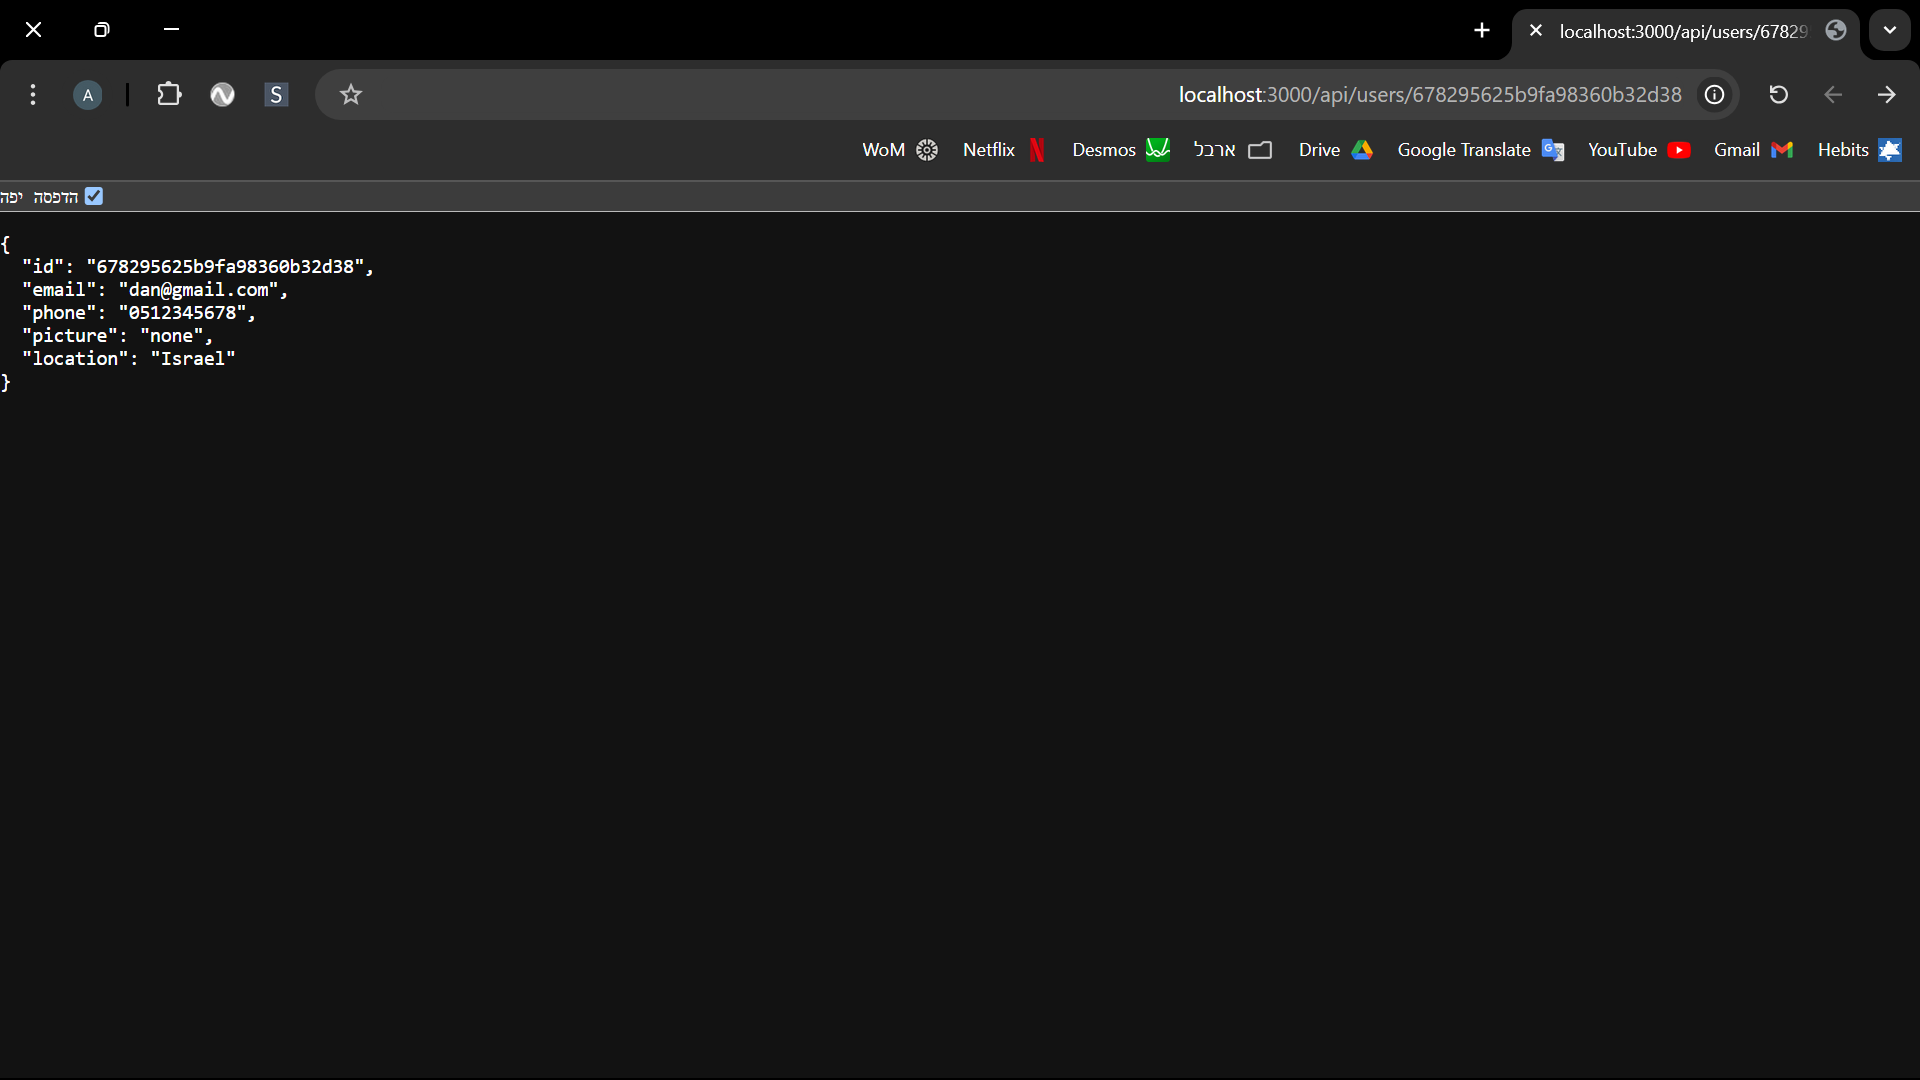 localhost:3000/api/users/67829
A
S
localhost:3000/api/users/678295625b9fa98360b32d38
WoM Netflix Desmos ארבל Drive Google Translate YouTube Gmail Hebits
הדפסה יפה
{
"id": "678295625b9fa98360b32d38",
"email": "dan@gmail.com",
"phone": "0512345678",
"picture": "none",
"location": "Israel"
}